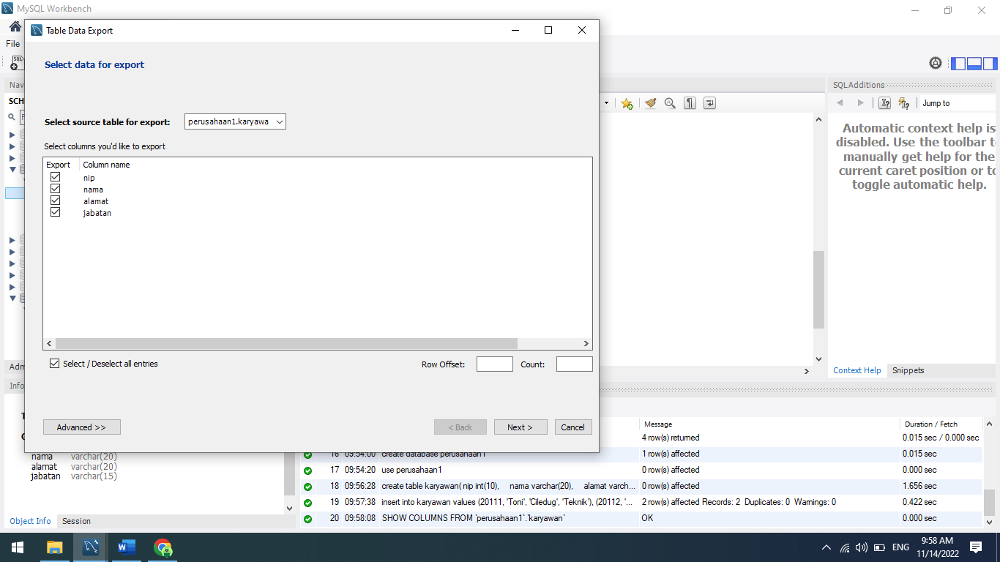 MySQL Workbench
Table Data Export
File
Select data for export
Nav
SCH
SQLAdditions
Jump to
Select source table for export: perusahaan1.karyawa
Select columns you'd like to export
Export Column name
nip
nama
alamat
jabatan
Automatic context help is
disabled. Use the toolbar t
manually get help for the
current caret position or to
toggle automatic help.
Select / Deselect all entries Row Offset: Count:
Adm
Context Help Snippets
Info
Advanced >> < Back Next > Cancel
Message Duration / Fetch
4 row(s) returned 0.015 sec / 0.000 sec
16 09:54:00 create database perusahaan1 1 row(s) affected 0.015 sec
17 09:54:20 use perusahaan1 0 row(s) affected 0.000 sec
18 09:56:28 create table karyawan( nip int(10), nama varchar(20), alamat varch... 0 row(s) affected 1.656 sec
19 09:57:38 insert into karyawan values (20111, 'Toni', 'Ciledug', 'Teknik'), (20112, '... 2 row(s) affected Records: 2 Duplicates: 0 Warnings: 0 0.422 sec
20 09:58:08 SHOW COLUMNS FROM `perusahaan1`.`karyawan` OK 0.000 sec
nama varchar(20)
alamat varchar(20)
jabatan varchar(15)
Object Info Session
ENG
9:58 AM
11/14/2022